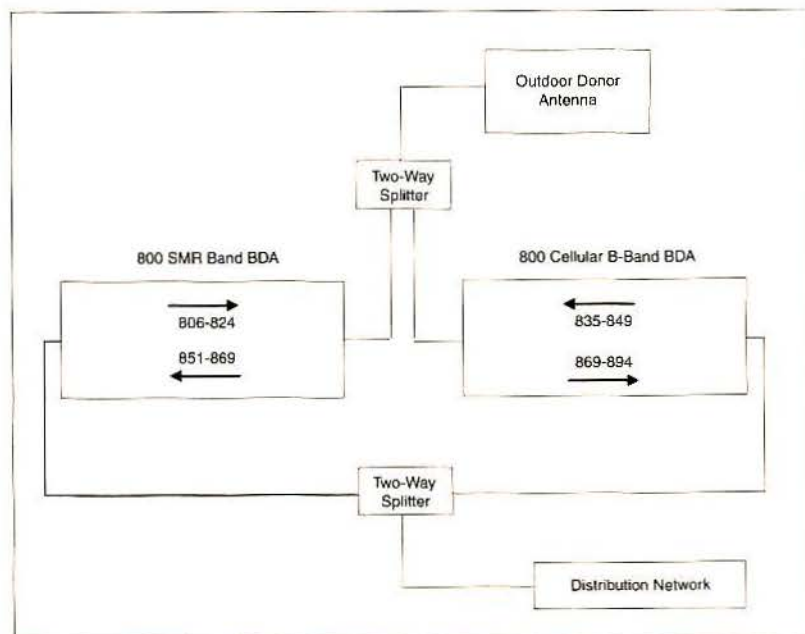 Outdoor Donor
Antenna
Two-Way
Splitter
800 SMR Band BDA
800 Cellular B-Band BDA
806-824
851-869
835-849
869-894
Two-Way
Splitter
Distribution Network